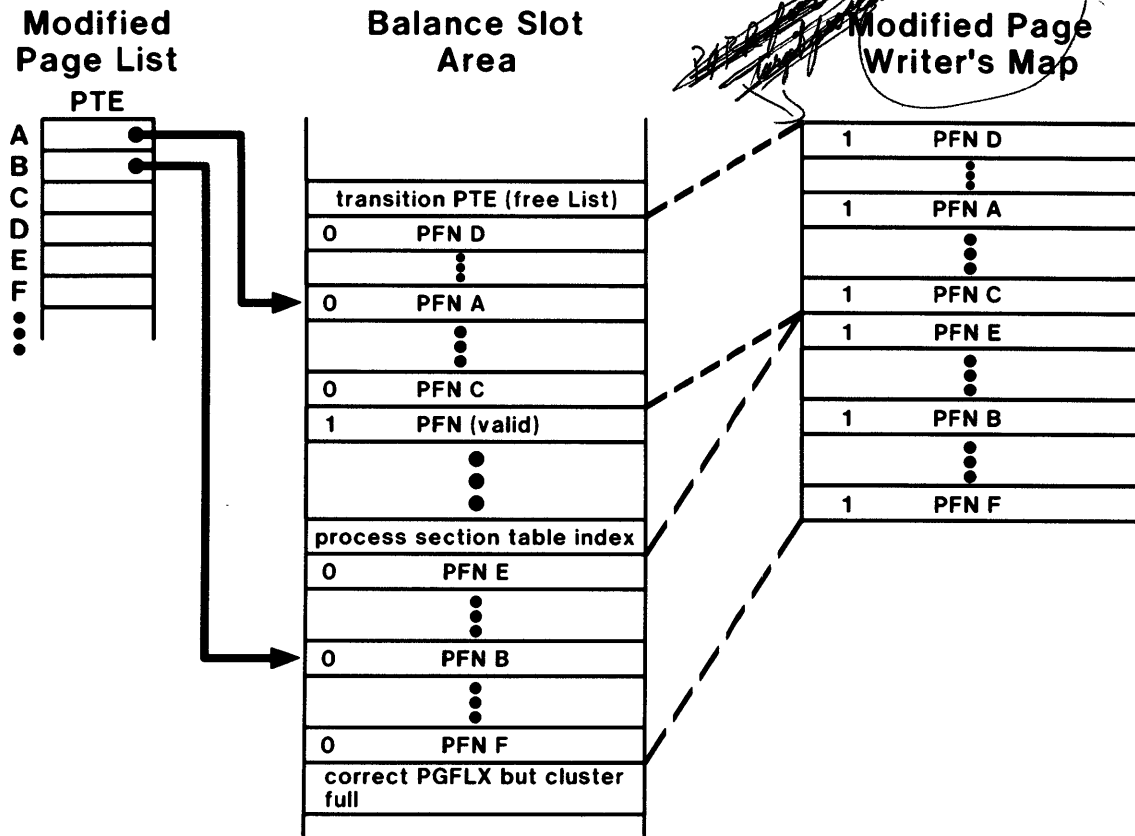 Modified
Page List
PTE
A
B
C
D
E
F
Balance Slot
Area
transition PTE (free List)
0 PFN D
0 PFN A
0 PFN C
1 PFN (valid)
process section table index
0 PFN E
0 PFN B
0 PFN F
correct PGFLX but cluster
full
Modified Page
Writer's Map
1 PFN D
1 PFN A
1 PFN C
1 PFN E
1 PFN B
1 PFN F